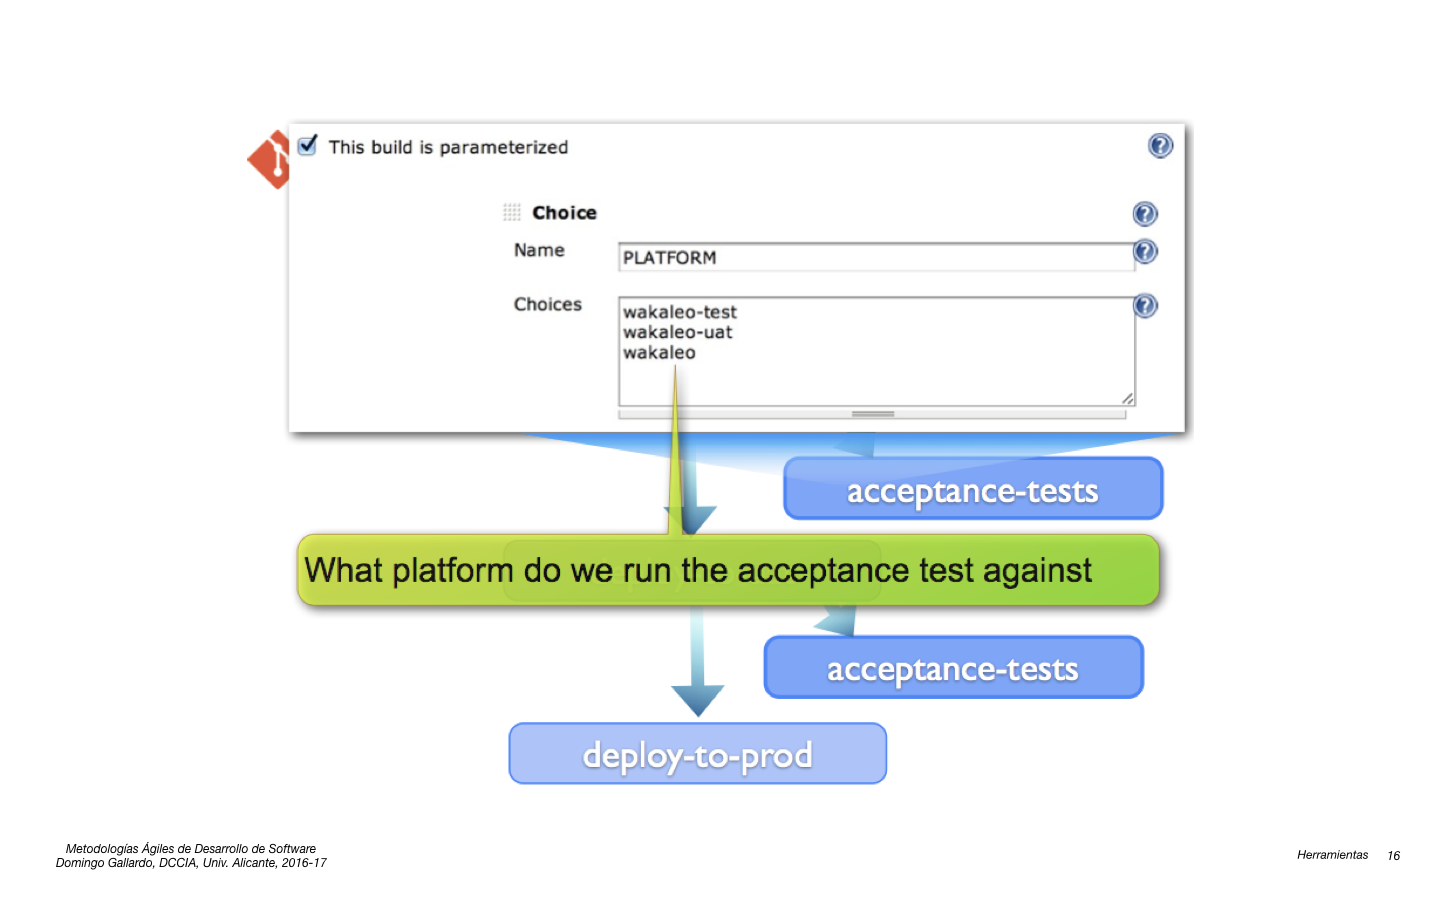 This build is parameterized
Choice
Name
PLATFORM
Choices
wakaleo-test
wakaleo-uat
wakaleo
acceptance-tests
What platform do we run the acceptance test against
acceptance-tests
deploy-to-prod
Metodologías Ágiles de Desarrollo de Software
Domingo Gallardo, DCCIA, Univ. Alicante, 2016-17
Herramientas 16